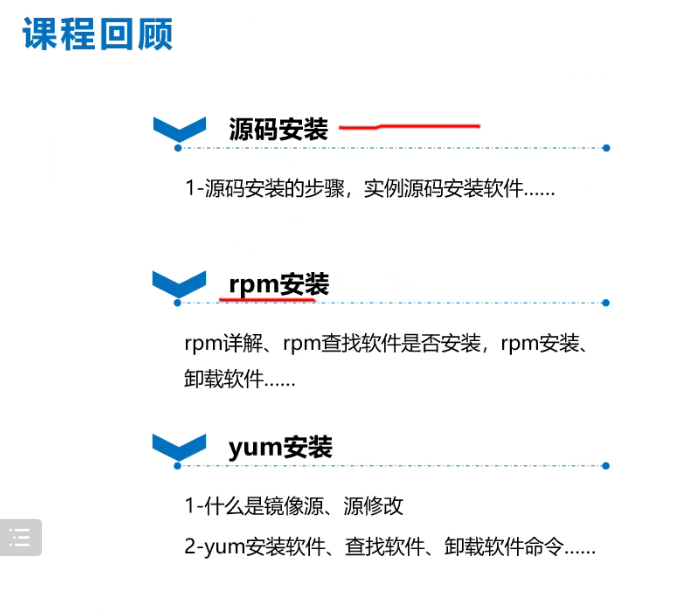 课程回顾
源码安装
1-源码安装的步骤，实例源码安装软件......
rpm安装
rpm详解、rpm查找软件是否安装，rpm安装、
卸载软件......
yum安装
1-什么是镜像源、源修改
2-yum安装软件、查找软件、卸载软件命令......